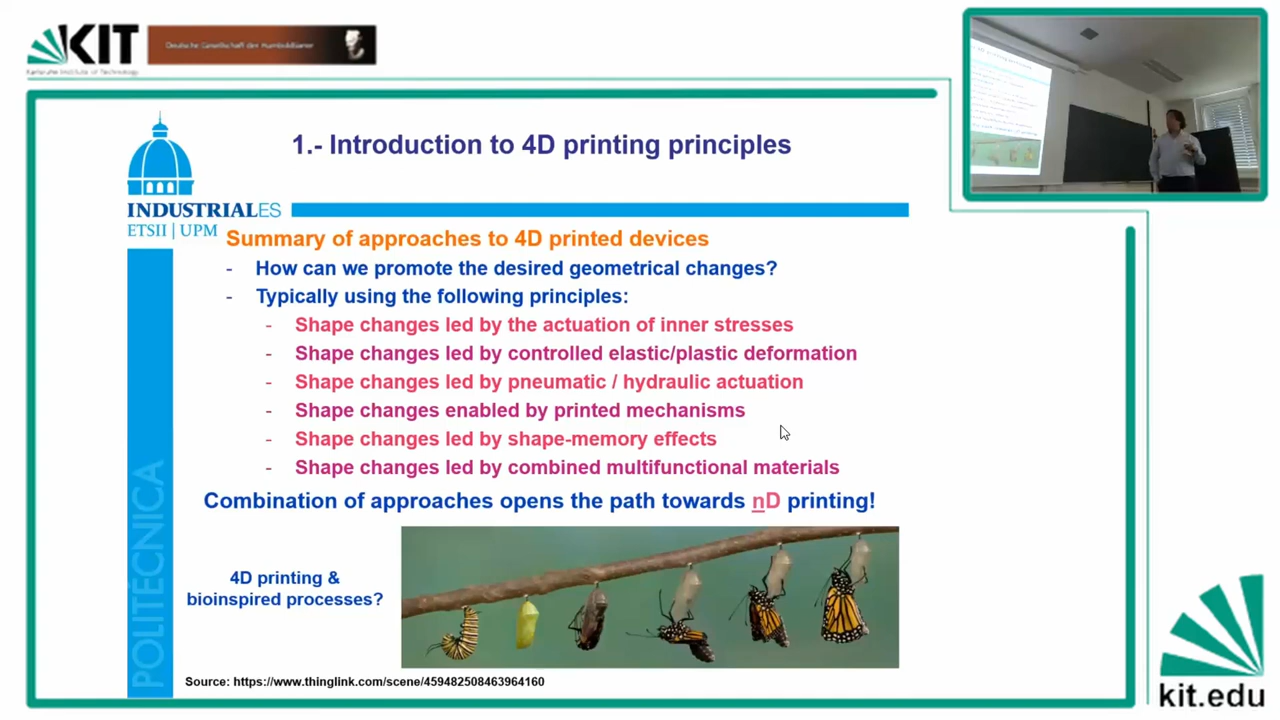 KIT
Karlsruhe Institute of Technology
Deutsche Gesellschaft der Humboldtianer
1.- Introduction to 4D printing principles
INDUSTRIALES
ETSII | UPM
Summary of approaches to 4D printed devices
- How can we promote the desired geometrical changes?
- Typically using the following principles:
- Shape changes led by the actuation of inner stresses
- Shape changes led by controlled elastic/plastic deformation
- Shape changes led by pneumatic / hydraulic actuation
- Shape changes enabled by printed mechanisms
- Shape changes led by shape-memory effects
- Shape changes led by combined multifunctional materials
Combination of approaches opens the path towards nD printing!
POLITÉCNICA
4D printing &
bioinspired processes?
Source: https://www.thinglink.com/scene/459482508463964160
kit.edu